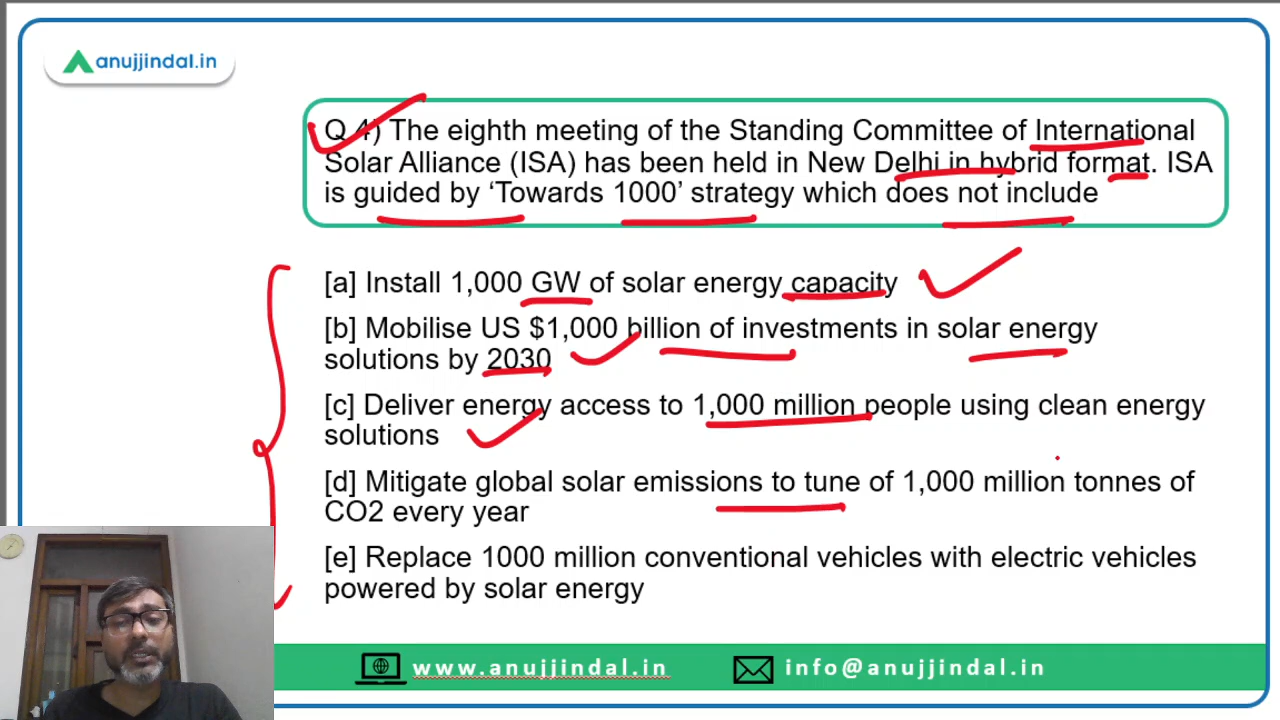 anujjindal.in
Q 4) The eighth meeting of the Standing Committee of International
Solar Alliance (ISA) has been held in New Delhi in hybrid format. ISA
is guided by ‘Towards 1000’ strategy which does not include
[a] Install 1,000 GW of solar energy capacity
[b] Mobilise US $1,000 billion of investments in solar energy
solutions by 2030
[c] Deliver energy access to 1,000 million people using clean energy
solutions
[d] Mitigate global solar emissions to tune of 1,000 million tonnes of
CO2 every year
[e] Replace 1000 million conventional vehicles with electric vehicles
powered by solar energy
www.anujjindal.in
info@anujjindal.in